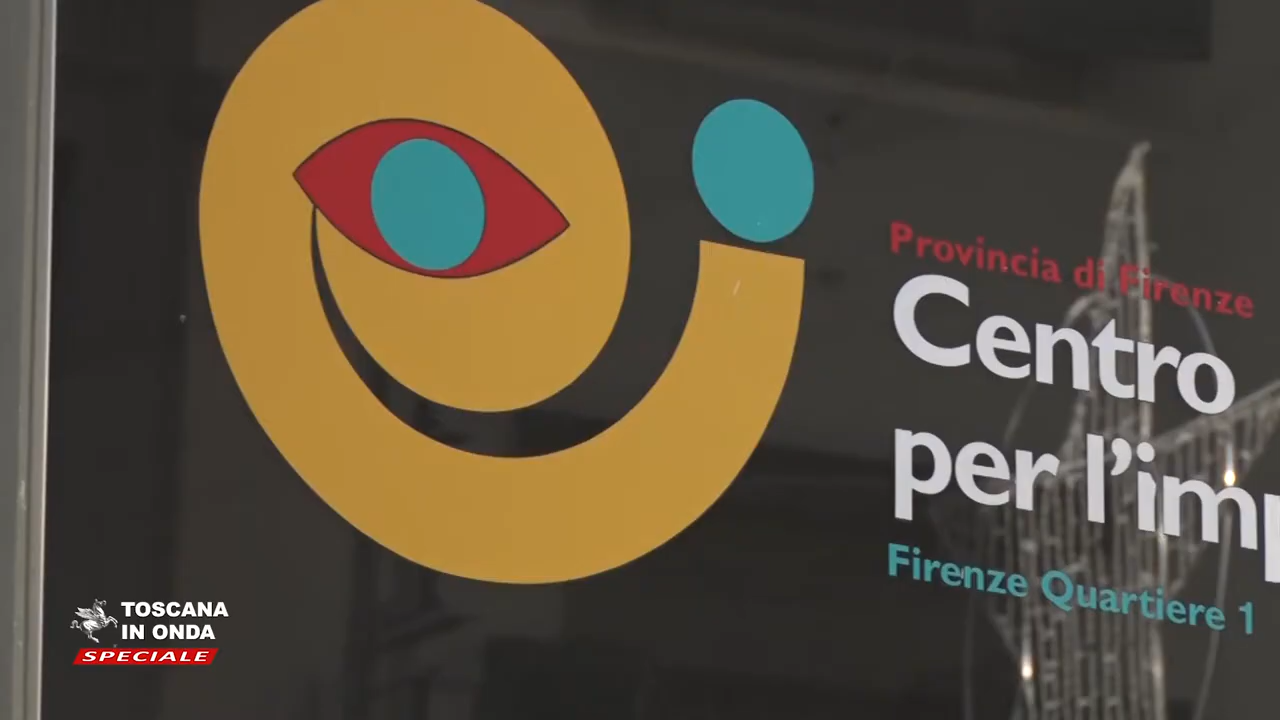 Provincia di Firenze
Centro
per l'imp
Firenze Quartiere 1
TOSCANA
IN ONDA
SPECIALE